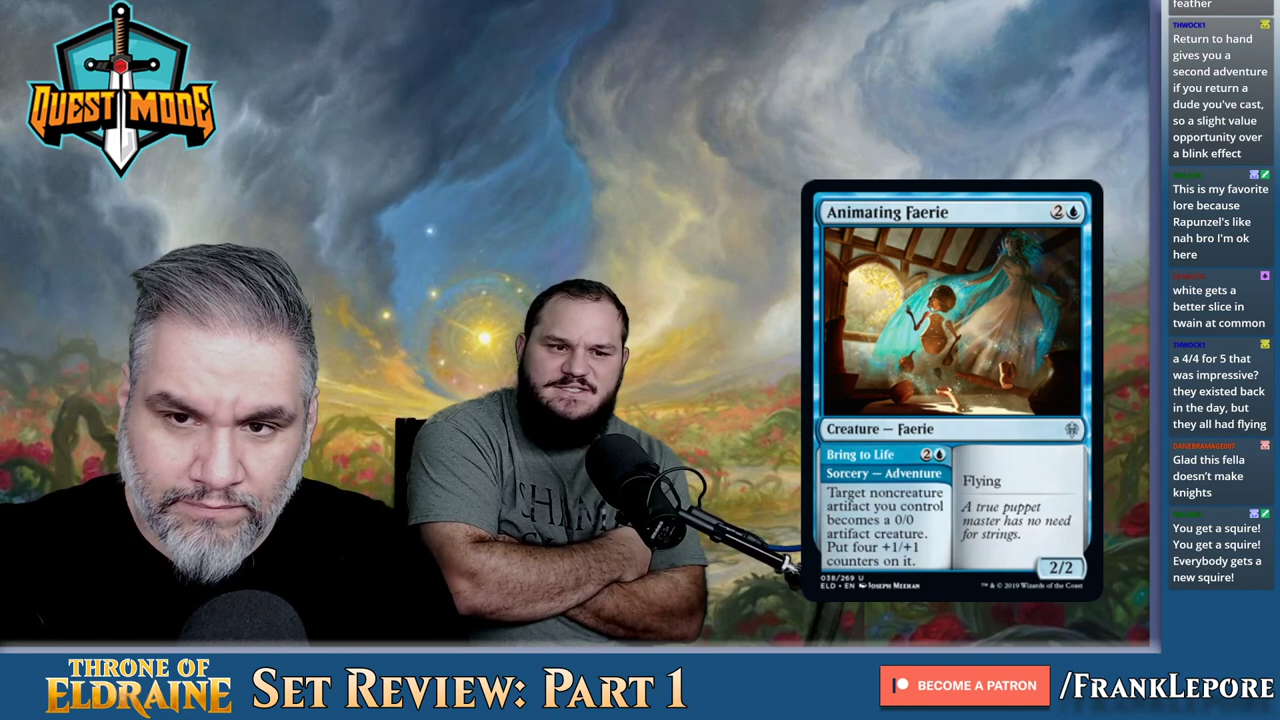 QUEST MODE
Animating Faerie 2
Creature — Faerie
Bring to Life 2
Sorcery — Adventure
Target noncreature
artifact you control
becomes a 0/0
artifact creature.
Put four +1/+1
counters on it.
Flying
A true puppet
master has no need
for strings.
2/2
038/269 U
ELD • EN JOSEPH MEEHAN
™ & © 2019 Wizards of the Coast
feather
THWOCK1
Return to hand
gives you a
second adventure
if you return a
dude you've cast,
so a slight value
opportunity over
a blink effect
This is my favorite
lore because
Rapunzel's like
nah bro I'm ok
here
white gets a
better slice in
twain at common
THWOCK1
a 4/4 for 5 that
was impressive?
they existed back
in the day, but
they all had flying
DANEBRAMAGE007
Glad this fella
doesn't make
knights
You get a squire!
You get a squire!
Everybody gets a
new squire!
THRONE OF
ELDRAINE
SET REVIEW: PART 1
BECOME A PATRON
/FRANKLEPORE